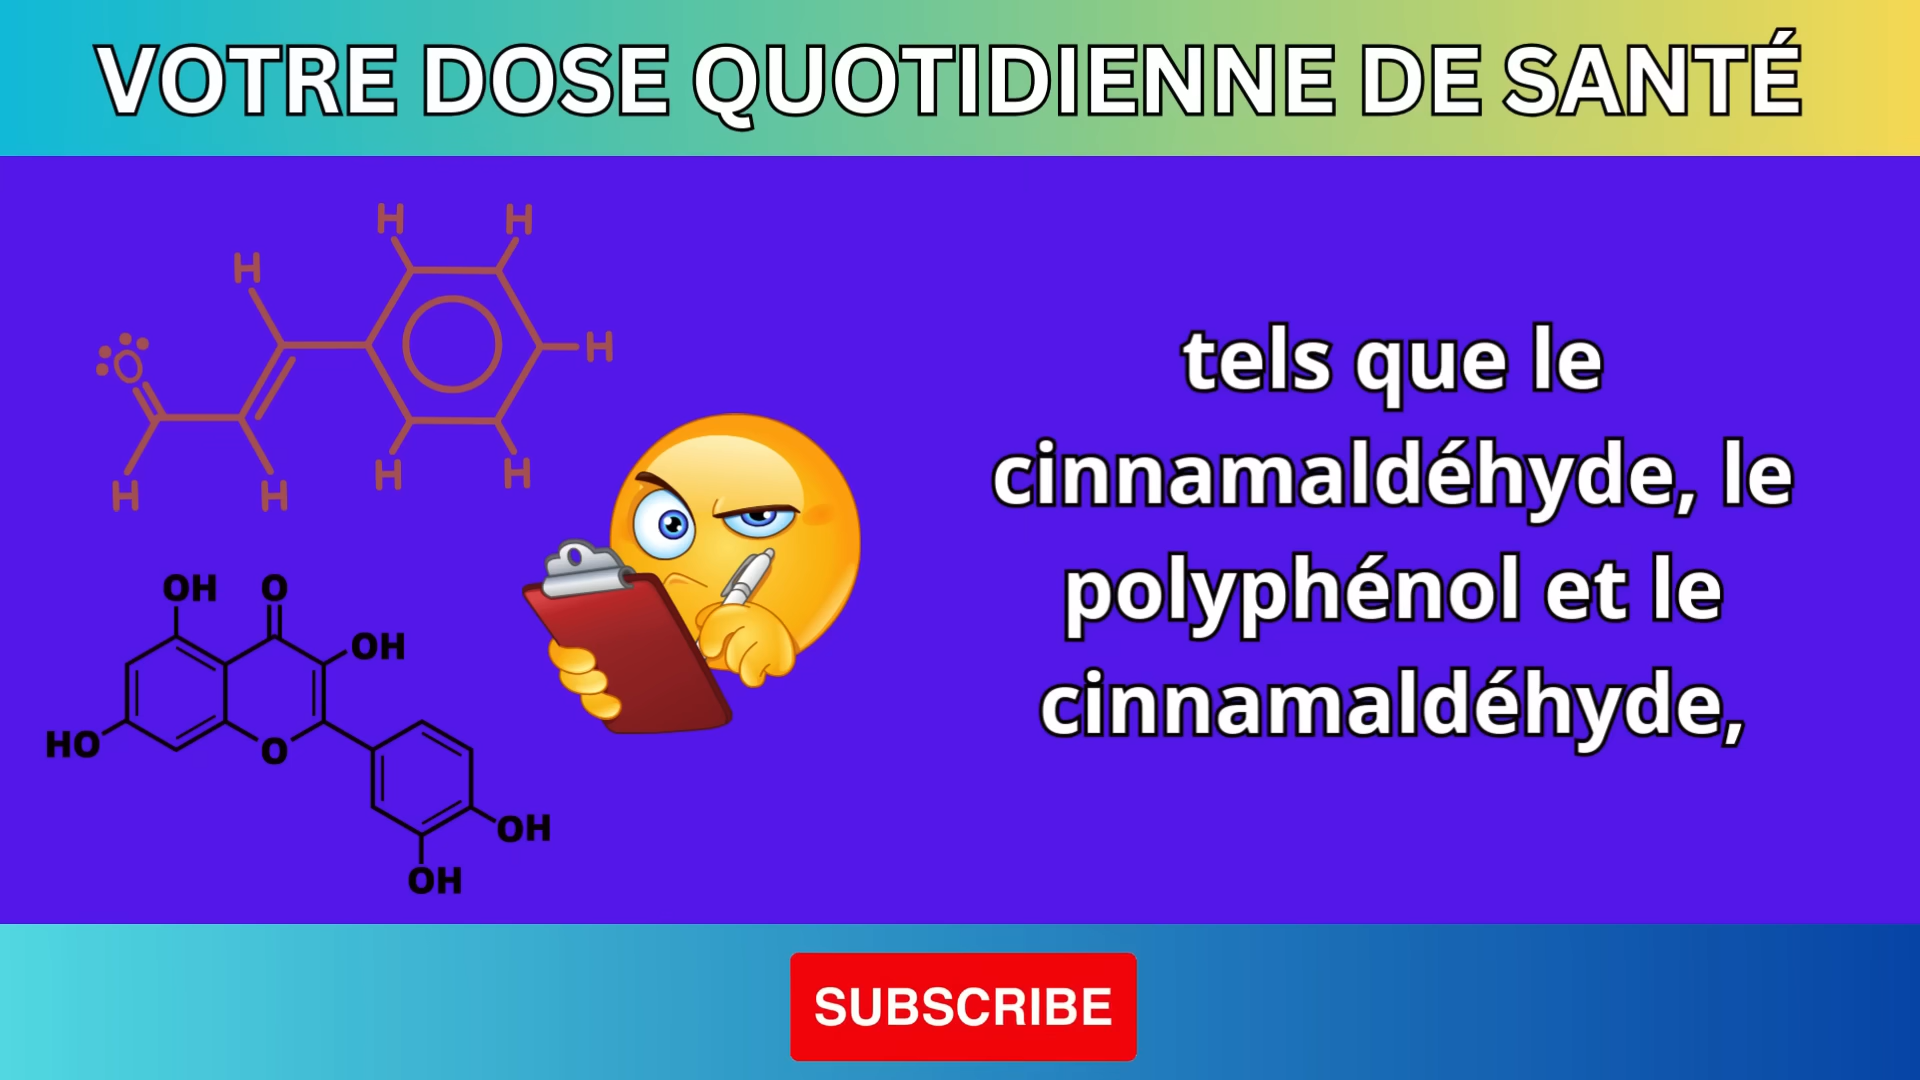 VOTRE DOSE QUOTIDIENNE DE SANTÉ
H H
H
O
H
H H
H H
tels que le
cinnamaldéhyde, le
polyphénol et le
cinnamaldéhyde,
OH O
OH
HO
O
OH
OH
SUBSCRIBE